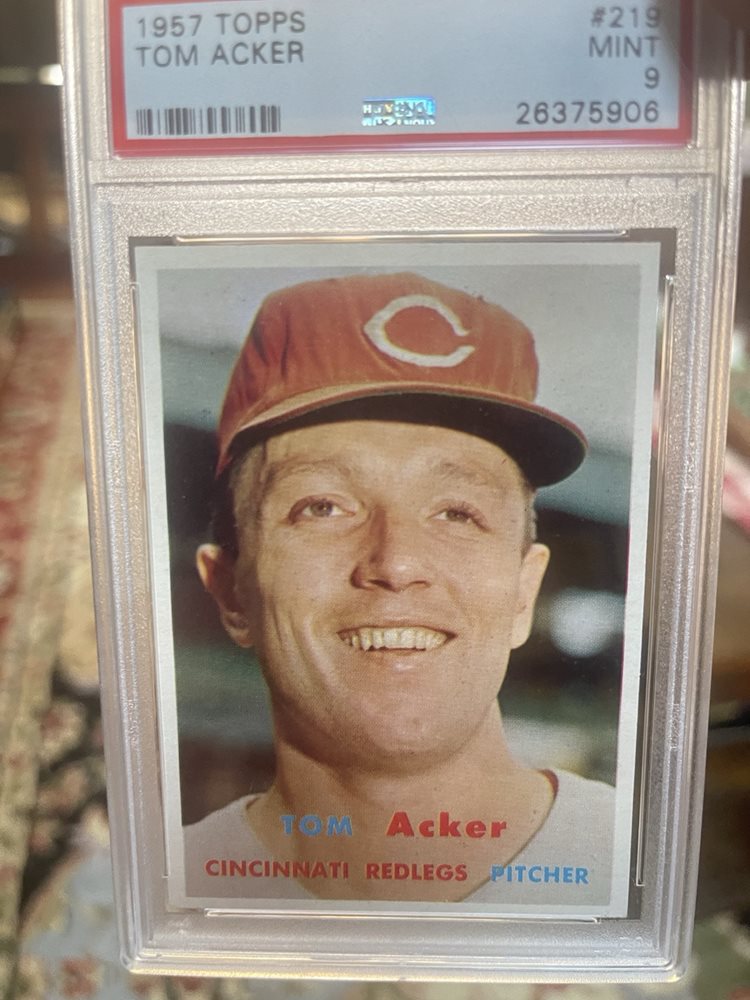 1957 TOPPS #219
TOM ACKER MINT
9
26375906
C
TOM Acker
CINCINNATI REDLEGS PITCHER